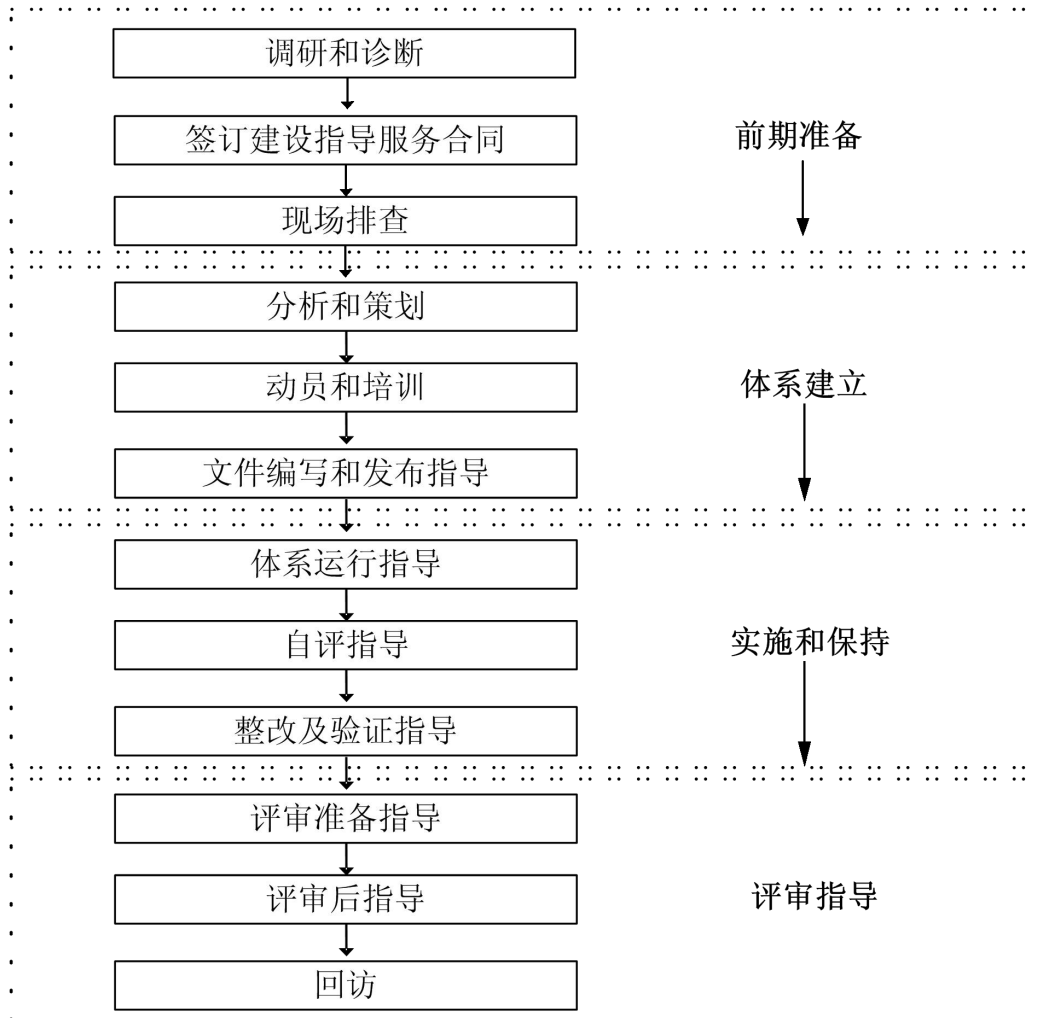 调研和诊断
签订建设指导服务合同
前期准备
现场排查
分析和策划
动员和培训
体系建立
文件编写和发布指导
体系运行指导
自评指导
实施和保持
整改及验证指导
评审准备指导
评审后指导
评审指导
回访